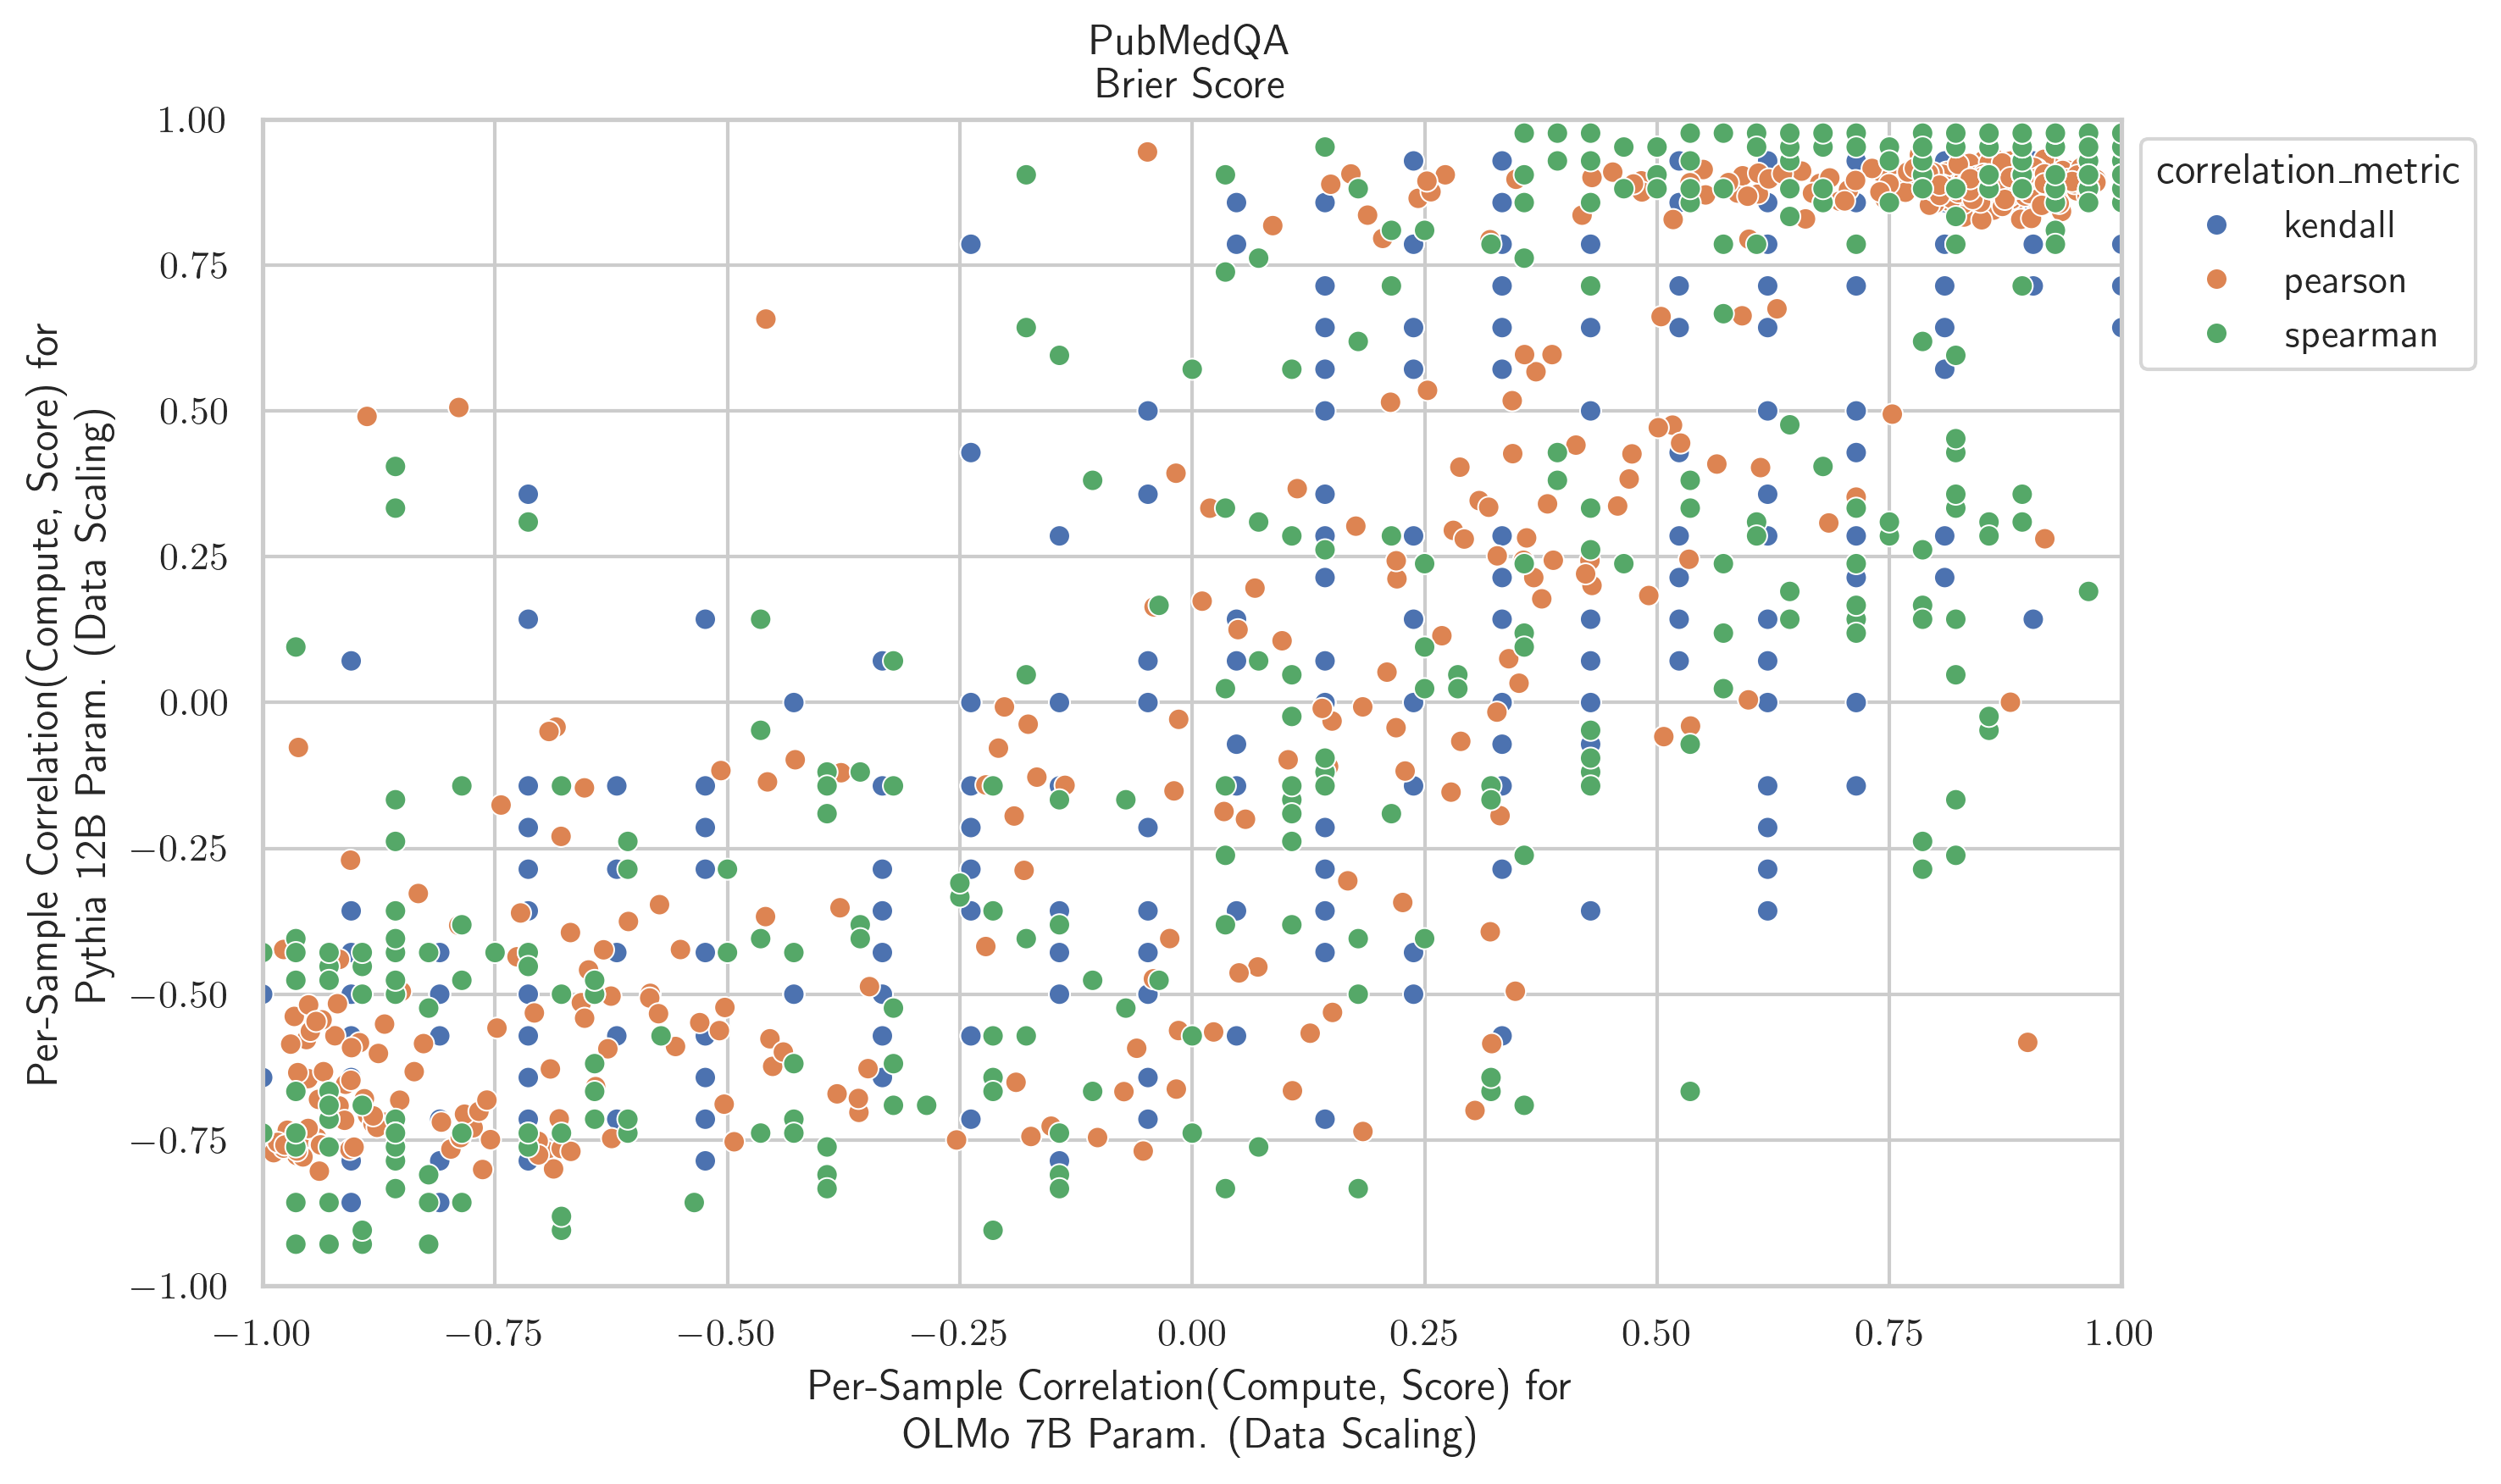 PubMedQA
Brier Score
Per-Sample Correlation(Compute, Score) for
Pythia 12B Param. (Data Scaling)
1.00
0.75
0.50
0.25
0.00
−0.25
−0.50
−0.75
−1.00
−1.00
−0.75
−0.50
−0.25
0.00
0.25
0.50
0.75
1.00
Per-Sample Correlation(Compute, Score) for
OLMo 7B Param. (Data Scaling)
correlation_metric
kendall
pearson
spearman